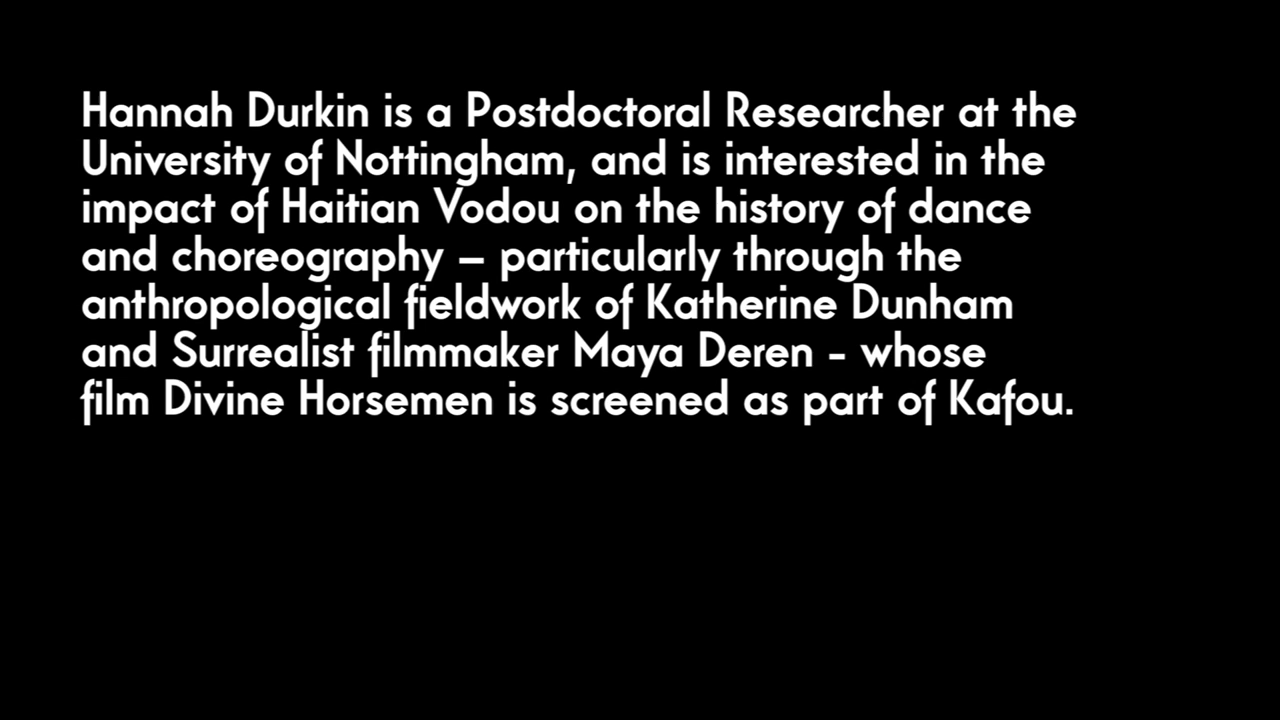 Hannah Durkin is a Postdoctoral Researcher at the
University of Nottingham, and is interested in the
impact of Haitian Vodou on the history of dance
and choreography – particularly through the
anthropological fieldwork of Katherine Dunham
and Surrealist filmmaker Maya Deren - whose
film Divine Horsemen is screened as part of Kafou.